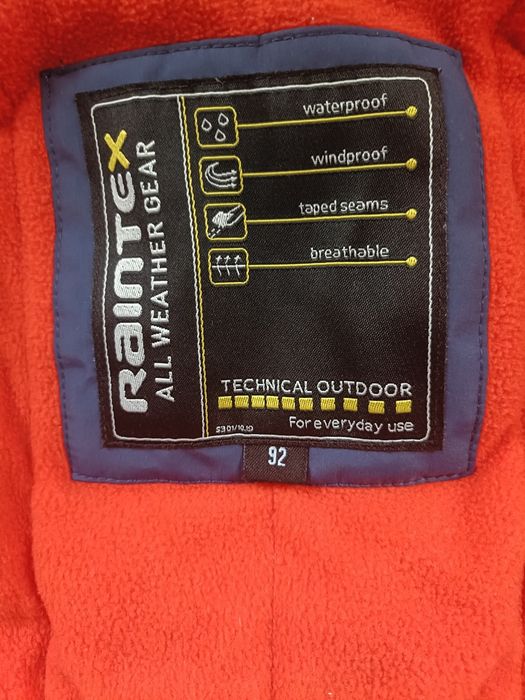 RainTEX
ALL WEATHER GEAR
waterproof
windproof
taped seams
breathable
TECHNICAL OUTDOOR
For everyday use
92